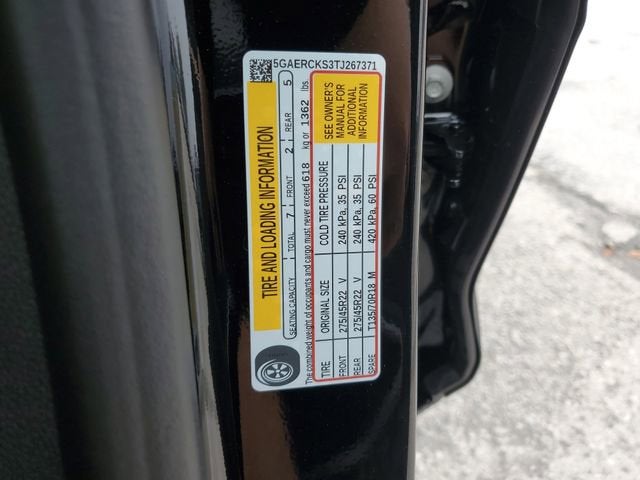 5GAERCKS3TJ267371
TIRE AND LOADING INFORMATION
SEATING CAPACITY | TOTAL 7 | FRONT 2 | REAR 5
The combined weight of occupants and cargo must never exceed 618 kg or 1362 lbs.
TIRE ORIGINAL SIZE COLD TIRE PRESSURE
FRONT 275/45R22 V 240 kPa, 35 PSI
REAR 275/45R22 V 240 kPa, 35 PSI
SPARE T135/70R18 M 420 kPa, 60 PSI
SEE OWNER'S
MANUAL FOR
ADDITIONAL
INFORMATION